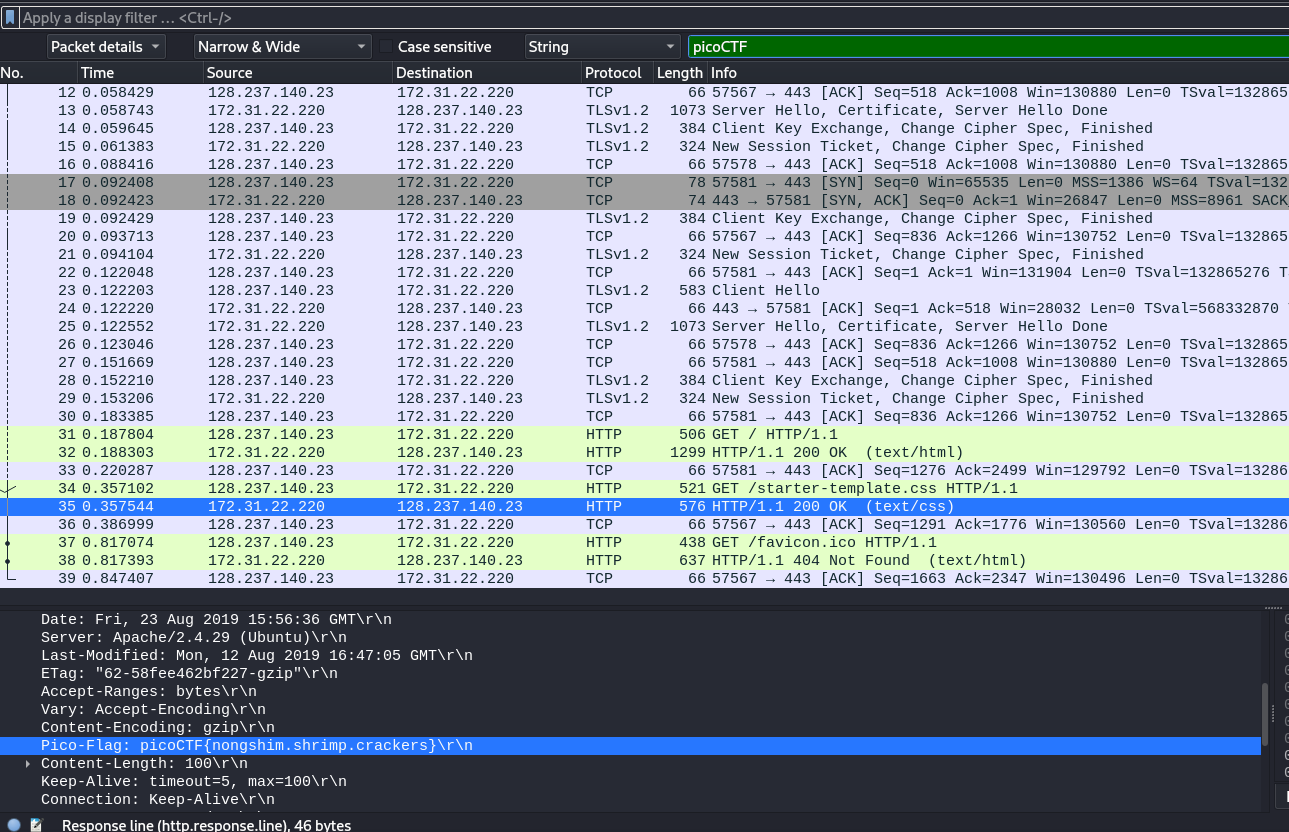 Apply a display filter … <Ctrl-/>
Packet details Narrow & Wide Case sensitive String picoCTF
No. Time Source Destination Protocol Length Info
12 0.058429 128.237.140.23 172.31.22.220 TCP 66 57567 → 443 [ACK] Seq=518 Ack=1008 Win=130880 Len=0 TSval=132865
13 0.058743 172.31.22.220 128.237.140.23 TLSv1.2 1073 Server Hello, Certificate, Server Hello Done
14 0.059645 128.237.140.23 172.31.22.220 TLSv1.2 384 Client Key Exchange, Change Cipher Spec, Finished
15 0.061383 172.31.22.220 128.237.140.23 TLSv1.2 324 New Session Ticket, Change Cipher Spec, Finished
16 0.088416 128.237.140.23 172.31.22.220 TCP 66 57578 → 443 [ACK] Seq=518 Ack=1008 Win=130880 Len=0 TSval=132865
17 0.092408 128.237.140.23 172.31.22.220 TCP 78 57581 → 443 [SYN] Seq=0 Win=65535 Len=0 MSS=1386 WS=64 TSval=132
18 0.092423 172.31.22.220 128.237.140.23 TCP 74 443 → 57581 [SYN, ACK] Seq=0 Ack=1 Win=26847 Len=0 MSS=8961 SACK
19 0.092429 128.237.140.23 172.31.22.220 TLSv1.2 384 Client Key Exchange, Change Cipher Spec, Finished
20 0.093713 128.237.140.23 172.31.22.220 TCP 66 57567 → 443 [ACK] Seq=836 Ack=1266 Win=130752 Len=0 TSval=132865
21 0.094104 172.31.22.220 128.237.140.23 TLSv1.2 324 New Session Ticket, Change Cipher Spec, Finished
22 0.122048 128.237.140.23 172.31.22.220 TCP 66 57581 → 443 [ACK] Seq=1 Ack=1 Win=131904 Len=0 TSval=132865276 T
23 0.122203 128.237.140.23 172.31.22.220 TLSv1.2 583 Client Hello
24 0.122220 172.31.22.220 128.237.140.23 TCP 66 443 → 57581 [ACK] Seq=1 Ack=518 Win=28032 Len=0 TSval=568332870
25 0.122552 172.31.22.220 128.237.140.23 TLSv1.2 1073 Server Hello, Certificate, Server Hello Done
26 0.123046 128.237.140.23 172.31.22.220 TCP 66 57578 → 443 [ACK] Seq=836 Ack=1266 Win=130752 Len=0 TSval=132865
27 0.151669 128.237.140.23 172.31.22.220 TCP 66 57581 → 443 [ACK] Seq=518 Ack=1008 Win=130880 Len=0 TSval=132865
28 0.152210 128.237.140.23 172.31.22.220 TLSv1.2 384 Client Key Exchange, Change Cipher Spec, Finished
29 0.153206 172.31.22.220 128.237.140.23 TLSv1.2 324 New Session Ticket, Change Cipher Spec, Finished
30 0.183385 128.237.140.23 172.31.22.220 TCP 66 57581 → 443 [ACK] Seq=836 Ack=1266 Win=130752 Len=0 TSval=132865
31 0.187804 128.237.140.23 172.31.22.220 HTTP 506 GET / HTTP/1.1
32 0.188303 172.31.22.220 128.237.140.23 HTTP 1299 HTTP/1.1 200 OK (text/html)
33 0.220287 128.237.140.23 172.31.22.220 TCP 66 57581 → 443 [ACK] Seq=1276 Ack=2499 Win=129792 Len=0 TSval=13286
34 0.357102 128.237.140.23 172.31.22.220 HTTP 521 GET /starter-template.css HTTP/1.1
35 0.357544 172.31.22.220 128.237.140.23 HTTP 576 HTTP/1.1 200 OK (text/css)
36 0.386999 128.237.140.23 172.31.22.220 TCP 66 57567 → 443 [ACK] Seq=1291 Ack=1776 Win=130560 Len=0 TSval=13286
37 0.817074 128.237.140.23 172.31.22.220 HTTP 438 GET /favicon.ico HTTP/1.1
38 0.817393 172.31.22.220 128.237.140.23 HTTP 637 HTTP/1.1 404 Not Found (text/html)
39 0.847407 128.237.140.23 172.31.22.220 TCP 66 57567 → 443 [ACK] Seq=1663 Ack=2347 Win=130496 Len=0 TSval=13286
Date: Fri, 23 Aug 2019 15:56:36 GMT\r\n
Server: Apache/2.4.29 (Ubuntu)\r\n
Last-Modified: Mon, 12 Aug 2019 16:47:05 GMT\r\n
ETag: "62-58fee462bf227-gzip"\r\n
Accept-Ranges: bytes\r\n
Vary: Accept-Encoding\r\n
Content-Encoding: gzip\r\n
Pico-Flag: picoCTF{nongshim.shrimp.crackers}\r\n
Content-Length: 100\r\n
Keep-Alive: timeout=5, max=100\r\n
Connection: Keep-Alive\r\n
Response line (http.response.line), 46 bytes